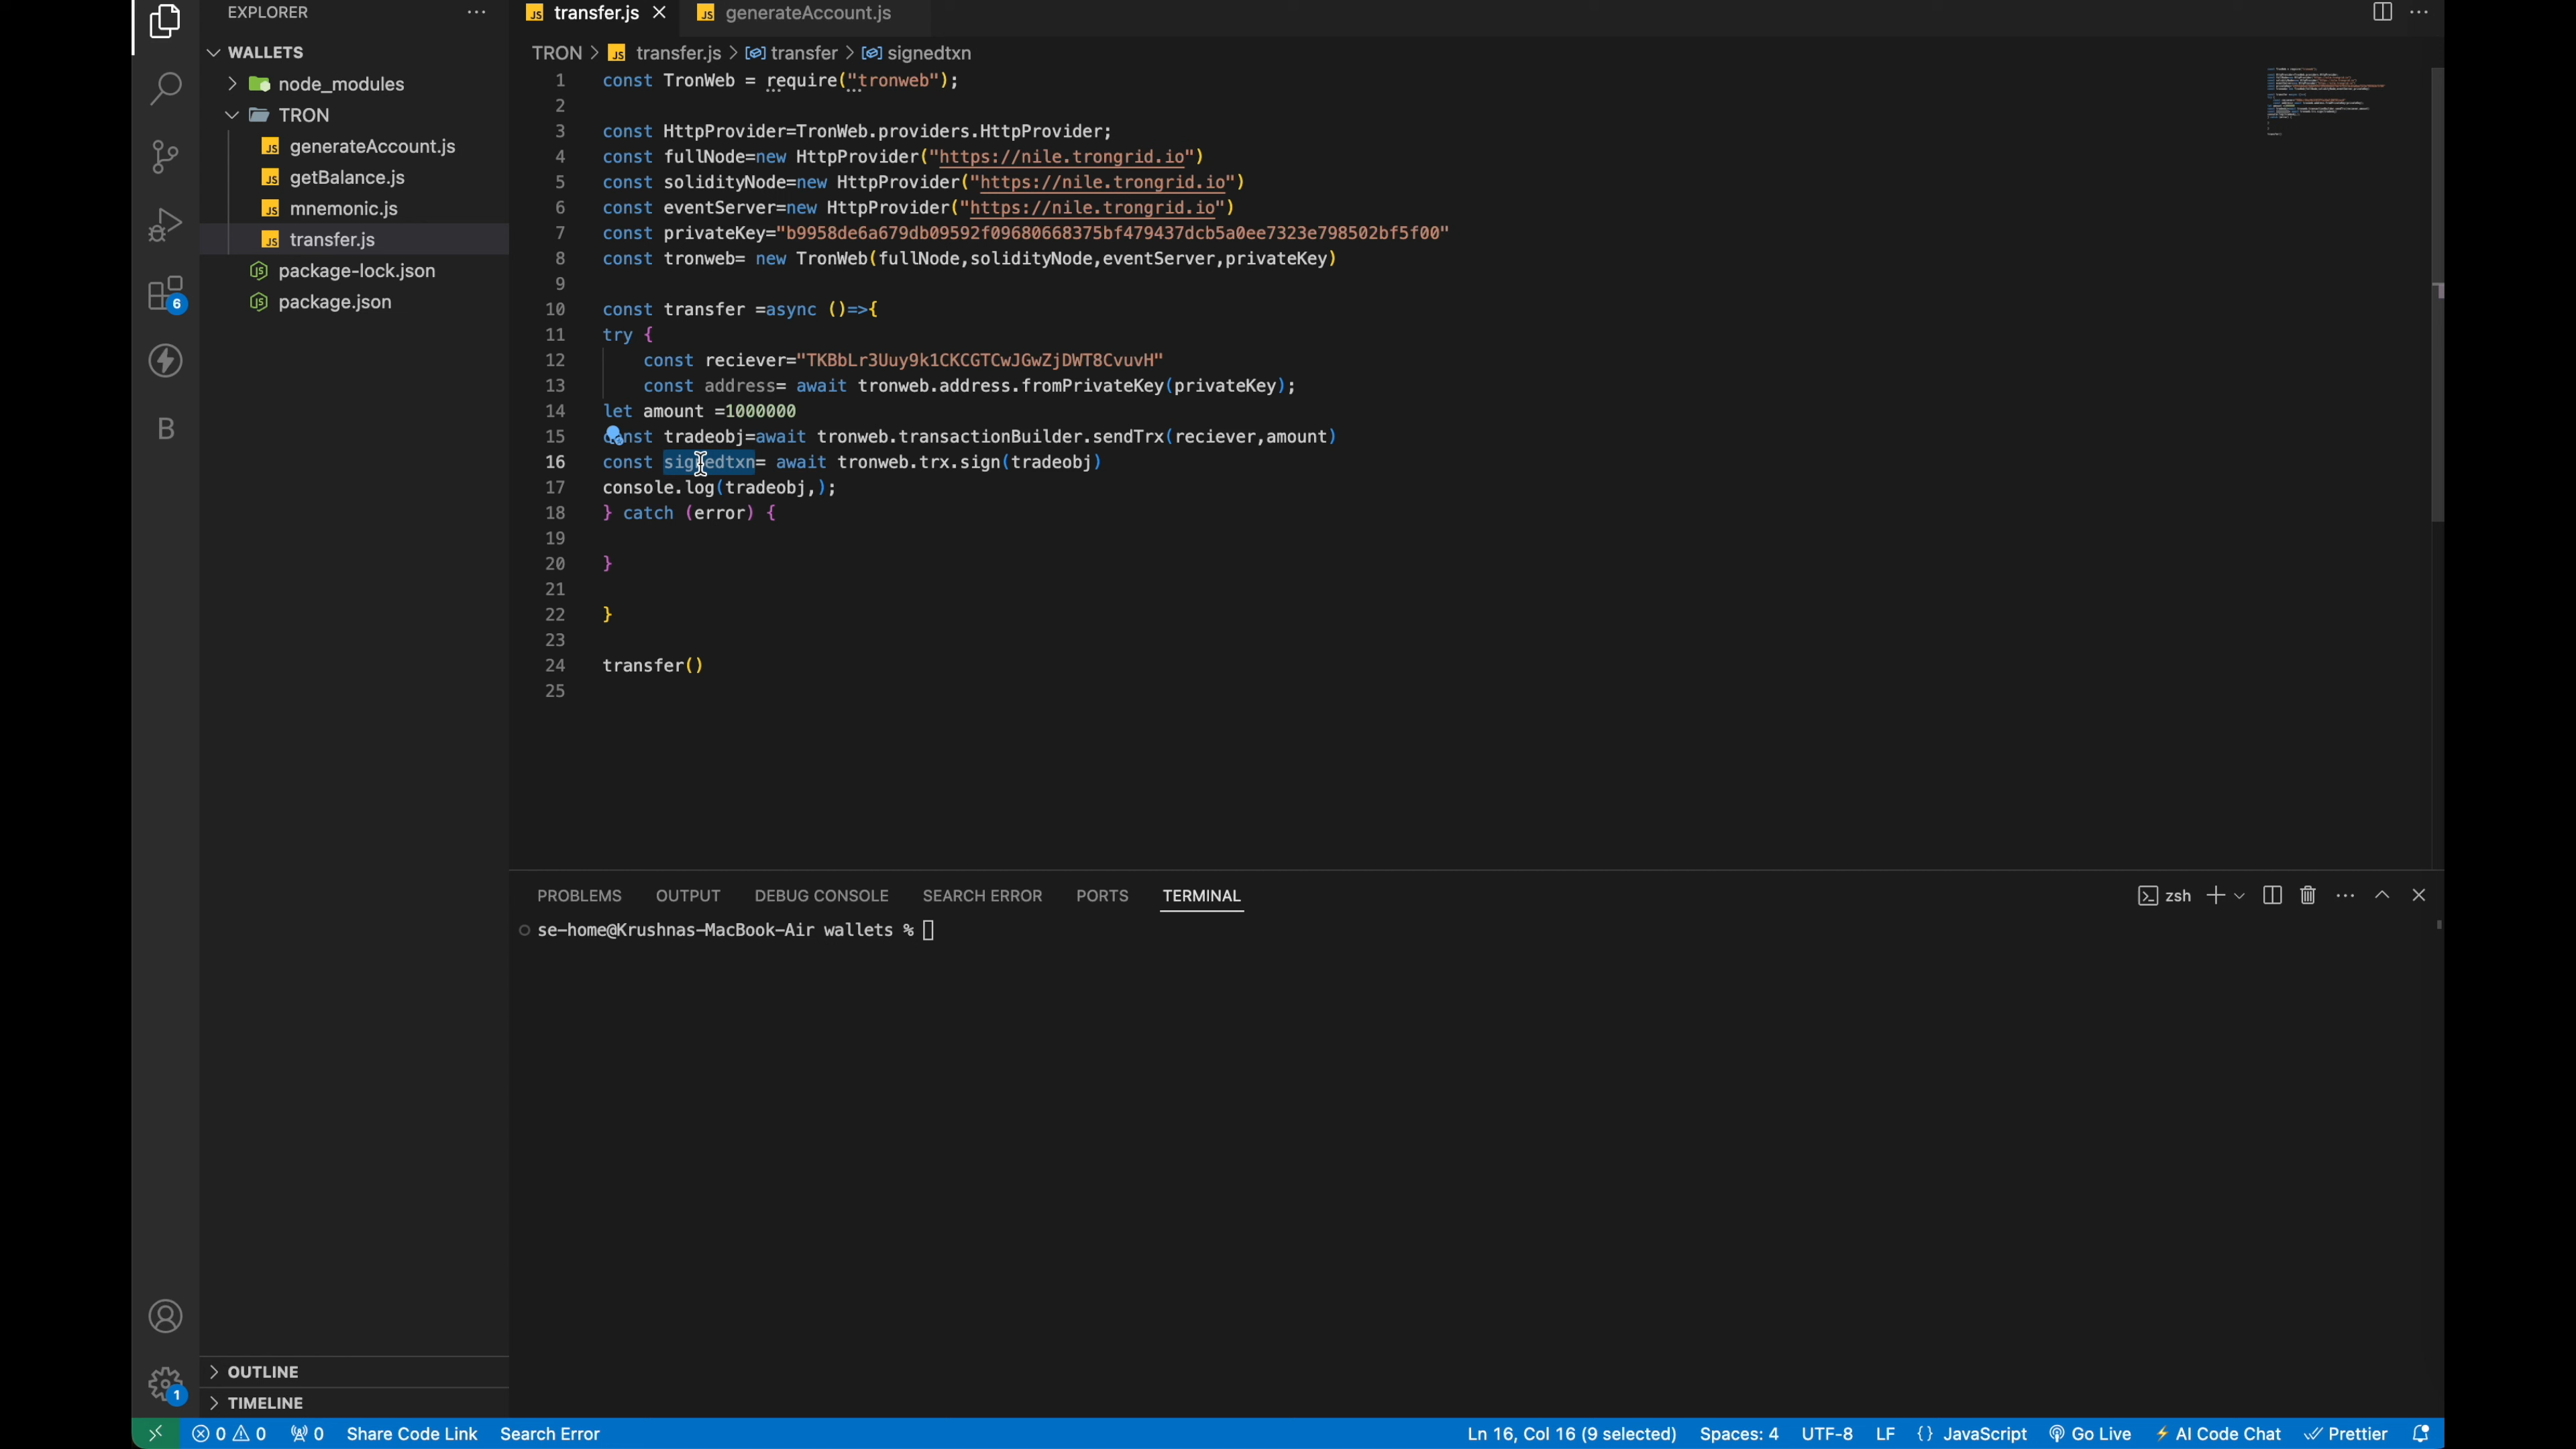 EXPLORER
WALLETS
node_modules
TRON
generateAccount.js
getBalance.js
mnemonic.js
transfer.js
package-lock.json
package.json
6
B
1
OUTLINE
TIMELINE
transfer.js
generateAccount.js
TRON > transfer.js > transfer > signedtxn
1 const TronWeb = require("tronweb");
2
3 const HttpProvider=TronWeb.providers.HttpProvider;
4 const fullNode=new HttpProvider("https://nile.trongrid.io")
5 const solidityNode=new HttpProvider("https://nile.trongrid.io")
6 const eventServer=new HttpProvider("https://nile.trongrid.io")
7 const privateKey="b9958de6a679db09592f09680668375bf479437dcb5a0ee7323e798502bf5f00"
8 const tronweb= new TronWeb(fullNode,solidityNode,eventServer,privateKey)
9
10 const transfer =async ()=>{
11 try {
12 const reciever="TKBbLr3Uuy9k1CKCGTCwJGwZjDWT8CvuvH"
13 const address= await tronweb.address.fromPrivateKey(privateKey);
14 let amount =1000000
15 const tradeobj=await tronweb.transactionBuilder.sendTrx(reciever,amount)
16 const signedtxn= await tronweb.trx.sign(tradeobj)
17 console.log(tradeobj,);
18 } catch (error) {
19
20 }
21
22 }
23
24 transfer()
25
PROBLEMS OUTPUT DEBUG CONSOLE SEARCH ERROR PORTS TERMINAL
zsh
se-home@Krushnas-MacBook-Air wallets %
0 0 0 Share Code Link Search Error
Ln 16, Col 16 (9 selected) Spaces: 4 UTF-8 LF {} JavaScript Go Live AI Code Chat Prettier